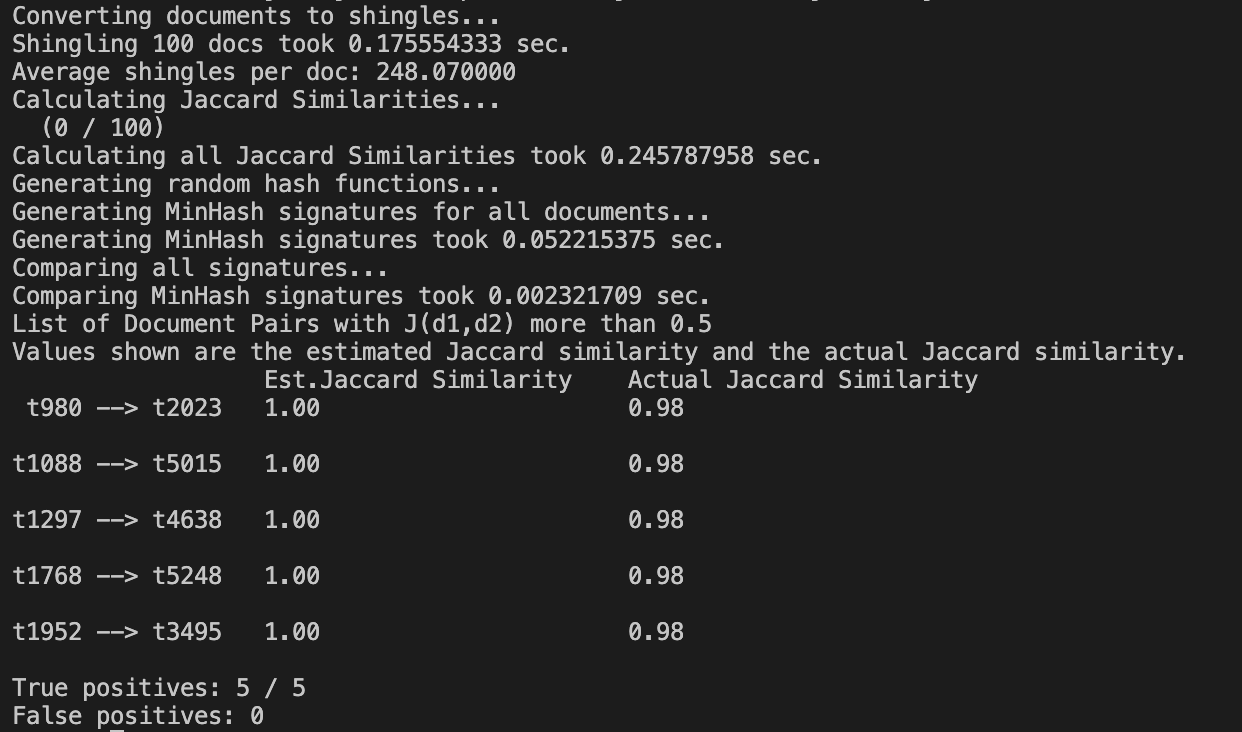 Converting documents to shingles...
Shingling 100 docs took 0.175554333 sec.
Average shingles per doc: 248.070000
Calculating Jaccard Similarities...
  (0 / 100)
Calculating all Jaccard Similarities took 0.245787958 sec.
Generating random hash functions...
Generating MinHash signatures for all documents...
Generating MinHash signatures took 0.052215375 sec.
Comparing all signatures...
Comparing MinHash signatures took 0.002321709 sec.
List of Document Pairs with J(d1,d2) more than 0.5
Values shown are the estimated Jaccard similarity and the actual Jaccard similarity.
                  Est.Jaccard Similarity    Actual Jaccard Similarity
 t980 --> t2023   1.00                      0.98
t1088 --> t5015   1.00                      0.98
t1297 --> t4638   1.00                      0.98
t1768 --> t5248   1.00                      0.98
t1952 --> t3495   1.00                      0.98
True positives: 5 / 5
False positives: 0